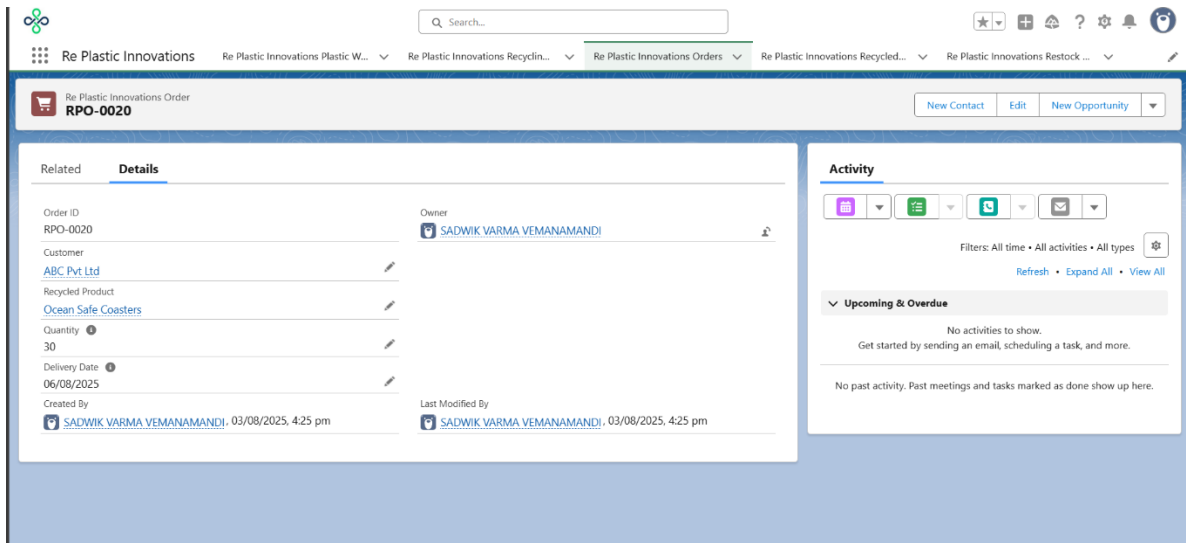 Search...
Re Plastic Innovations Re Plastic Innovations Plastic W... Re Plastic Innovations Recyclin... Re Plastic Innovations Orders Re Plastic Innovations Recycled... Re Plastic Innovations Restock ...
Re Plastic Innovations Order
RPO-0020
New Contact Edit New Opportunity
Related Details
Order ID
RPO-0020
Owner
SADWIK VARMA VEMANAMANDI
Customer
ABC Pvt Ltd
Recycled Product
Ocean Safe Coasters
Quantity
30
Delivery Date
06/08/2025
Created By
SADWIK VARMA VEMANAMANDI, 03/08/2025, 4:25 pm
Last Modified By
SADWIK VARMA VEMANAMANDI, 03/08/2025, 4:25 pm
Activity
Filters: All time • All activities • All types
Refresh • Expand All • View All
Upcoming & Overdue
No activities to show.
Get started by sending an email, scheduling a task, and more.
No past activity. Past meetings and tasks marked as done show up here.